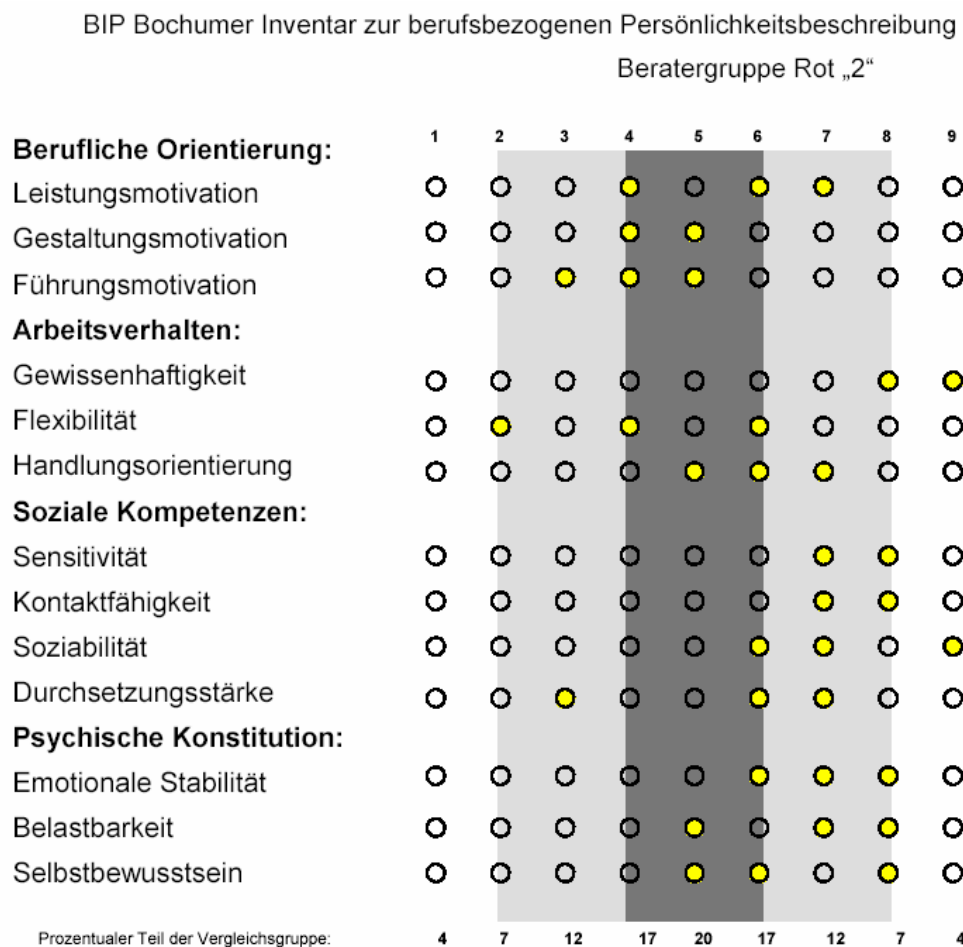 BIP Bochumer Inventar zur berufsbezogenen Persönlichkeitsbeschreibung
Beratergruppe Rot „2“
1 2 3 4 5 6 7 8 9
Berufliche Orientierung:
Leistungsmotivation
Gestaltungsmotivation
Führungsmotivation
Arbeitsverhalten:
Gewissenhaftigkeit
Flexibilität
Handlungsorientierung
Soziale Kompetenzen:
Sensitivität
Kontaktfähigkeit
Soziabilität
Durchsetzungsstärke
Psychische Konstitution:
Emotionale Stabilität
Belastbarkeit
Selbstbewusstsein
Prozentualer Teil der Vergleichsgruppe: 4 7 12 17 20 17 12 7 4